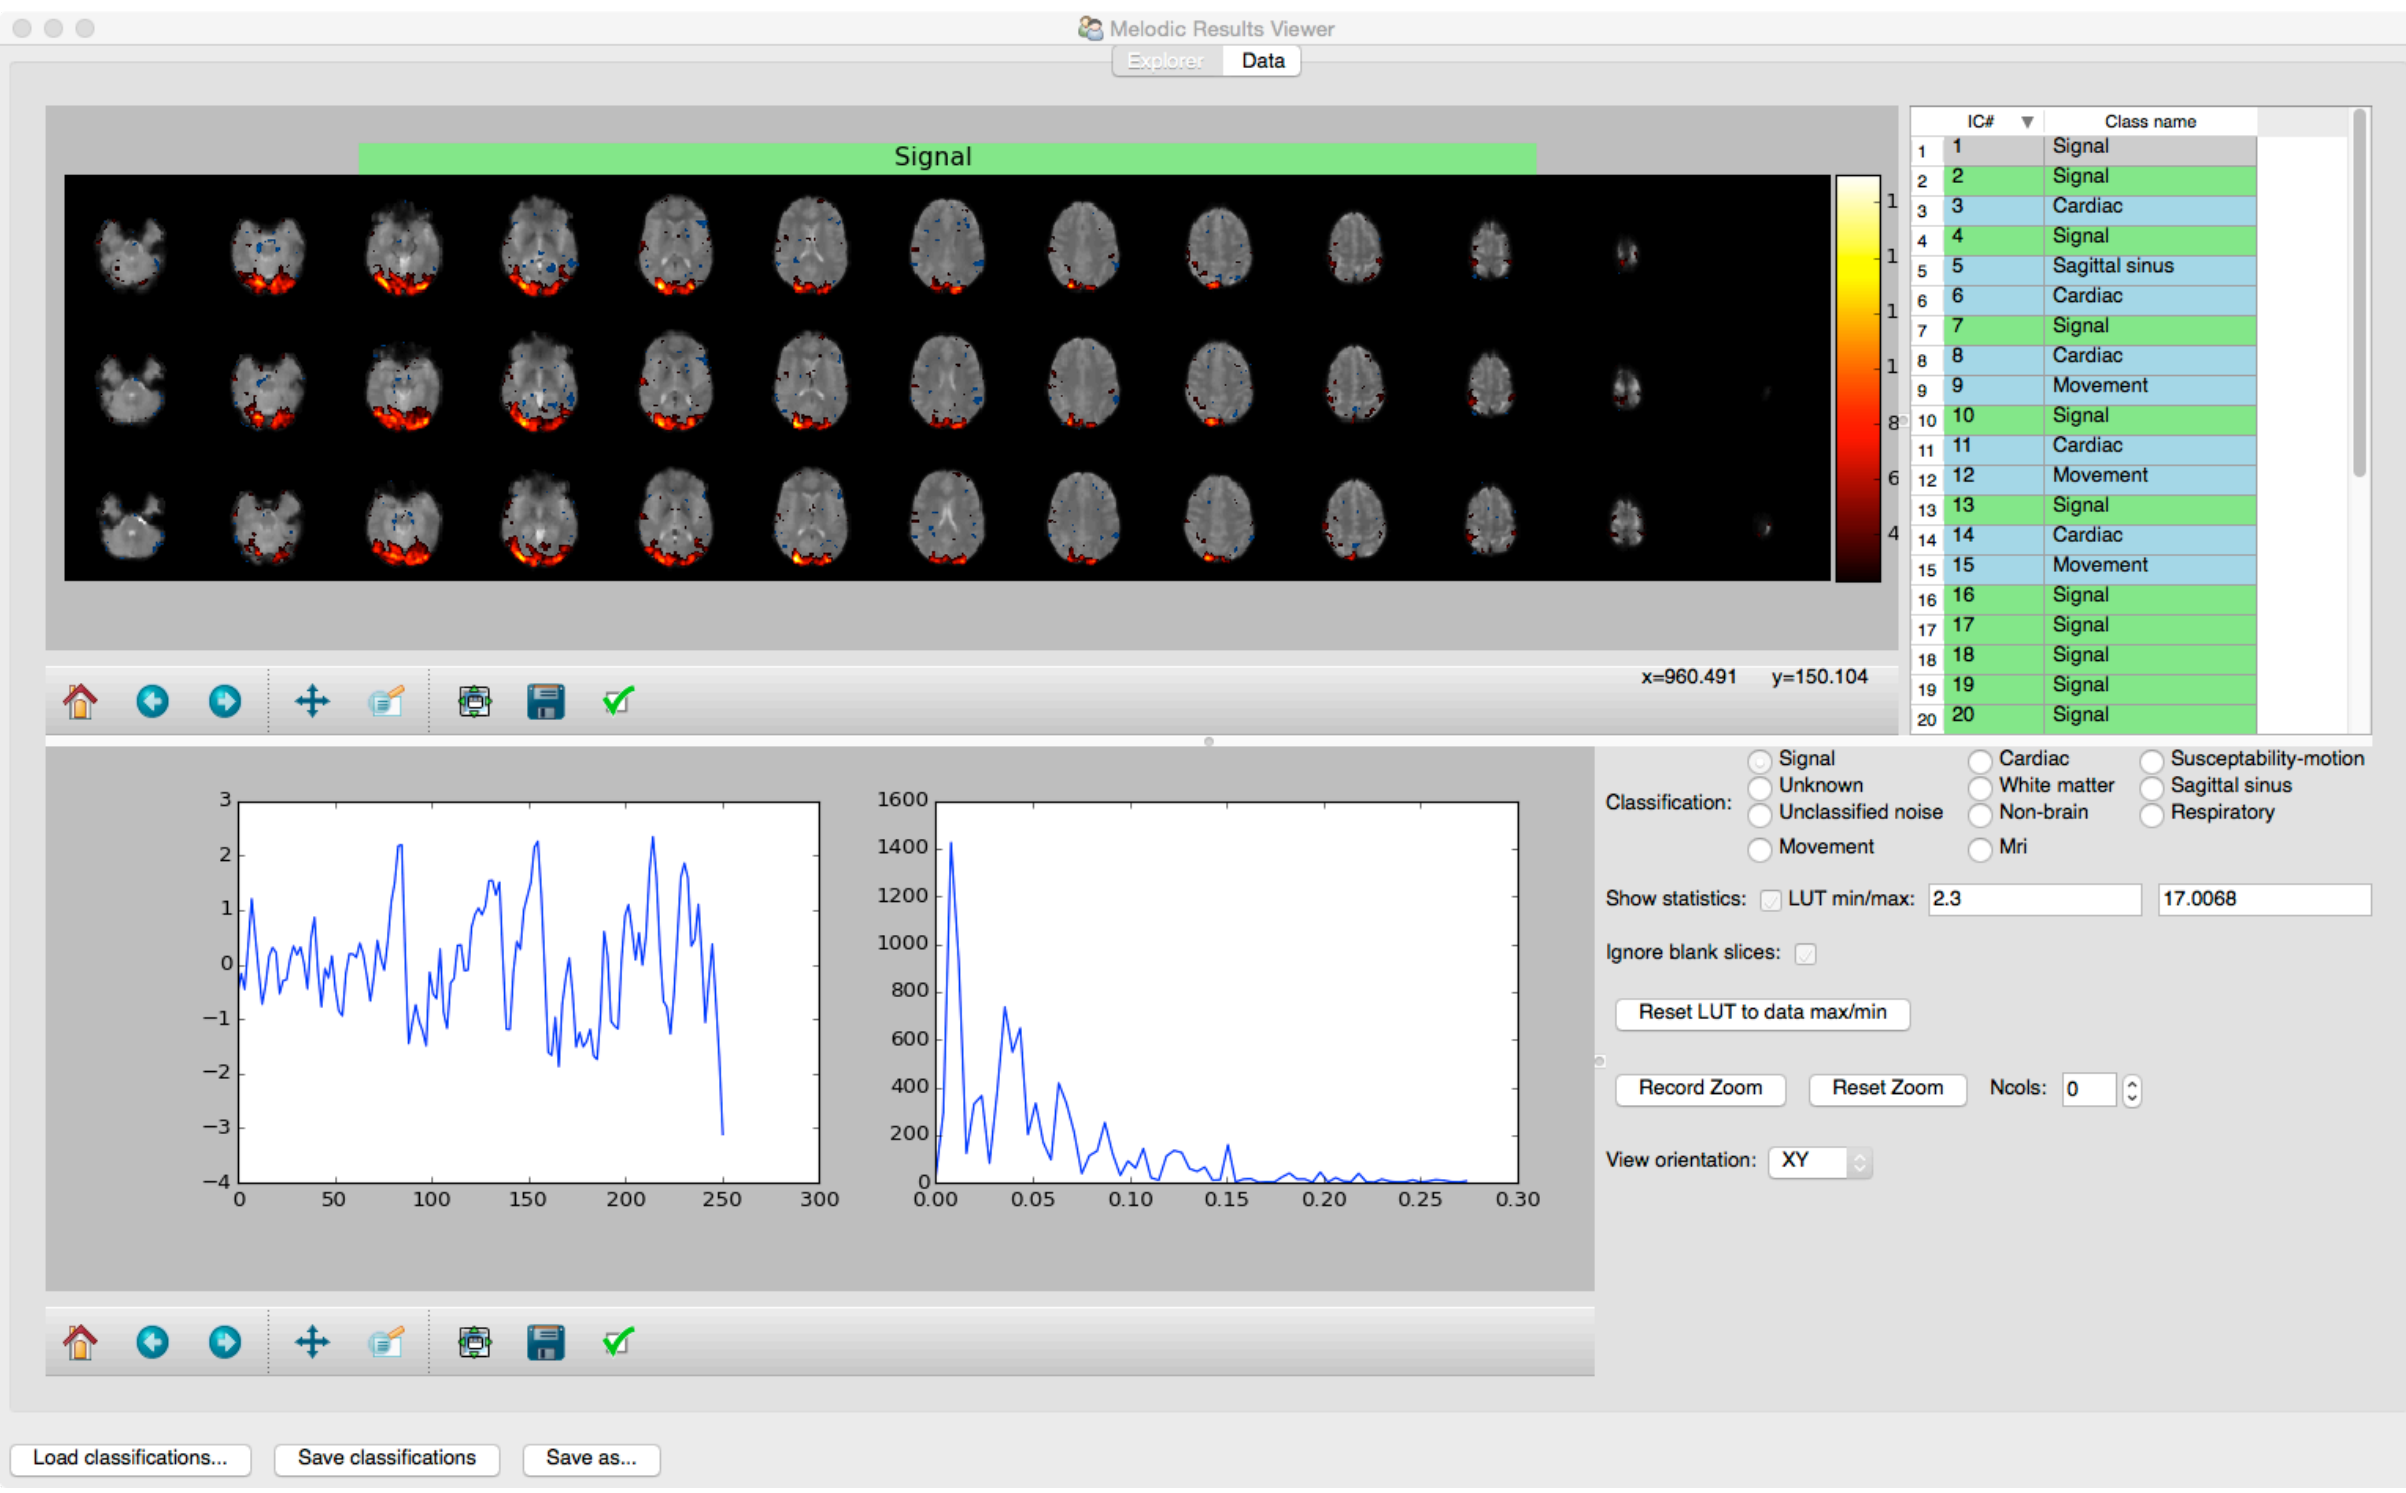 Melodic Results Viewer
Explorer Data
Signal
1
1
1
1
8
6
4
IC# Class name
1 1 Signal
2 2 Signal
3 3 Cardiac
4 4 Signal
5 5 Sagittal sinus
6 6 Cardiac
7 7 Signal
8 8 Cardiac
9 9 Movement
10 10 Signal
11 11 Cardiac
12 12 Movement
13 13 Signal
14 14 Cardiac
15 15 Movement
16 16 Signal
17 17 Signal
18 18 Signal
19 19 Signal
20 20 Signal
x=960.491 y=150.104
3
2
1
0
−1
−2
−3
−4
0 50 100 150 200 250 300
1600
1400
1200
1000
800
600
400
200
0
0.00 0.05 0.10 0.15 0.20 0.25 0.30
Classification:
Signal Cardiac Susceptability-motion
Unknown White matter Sagittal sinus
Unclassified noise Non-brain Respiratory
Movement Mri
Show statistics: LUT min/max: 2.3 17.0068
Ignore blank slices:
Reset LUT to data max/min
Record Zoom Reset Zoom Ncols: 0
View orientation: XY
Load classifications... Save classifications Save as...